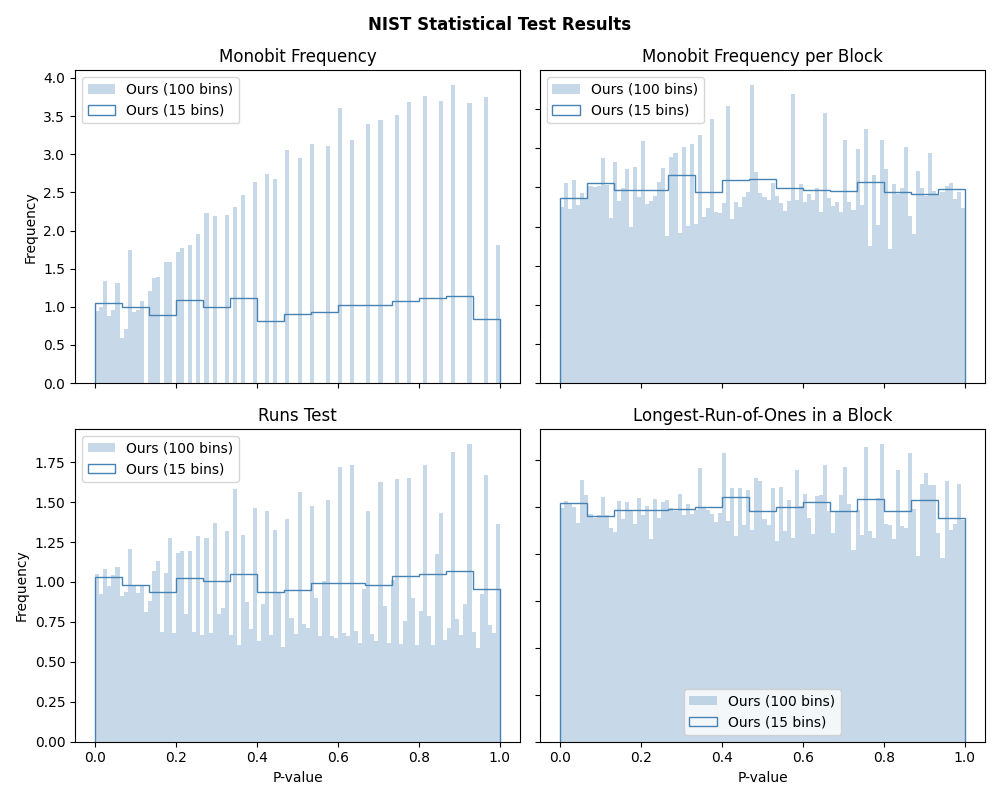 NIST Statistical Test Results
Monobit Frequency
Ours (100 bins)
Ours (15 bins)
4.0
3.5
3.0
2.5
2.0
1.5
1.0
0.5
0.0
Frequency
Monobit Frequency per Block
Ours (100 bins)
Ours (15 bins)
Runs Test
Ours (100 bins)
Ours (15 bins)
1.75
1.50
1.25
1.00
0.75
0.50
0.25
0.00
Frequency
0.0 0.2 0.4 0.6 0.8 1.0
P-value
Longest-Run-of-Ones in a Block
Ours (100 bins)
Ours (15 bins)
0.0 0.2 0.4 0.6 0.8 1.0
P-value